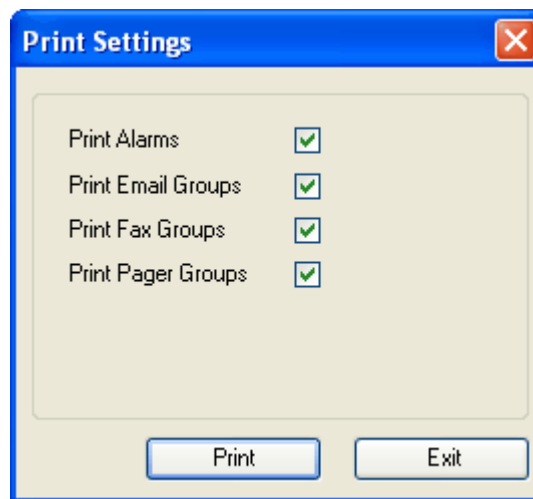 Print Settings
Print Alarms
Print Email Groups
Print Fax Groups
Print Pager Groups
Print Exit